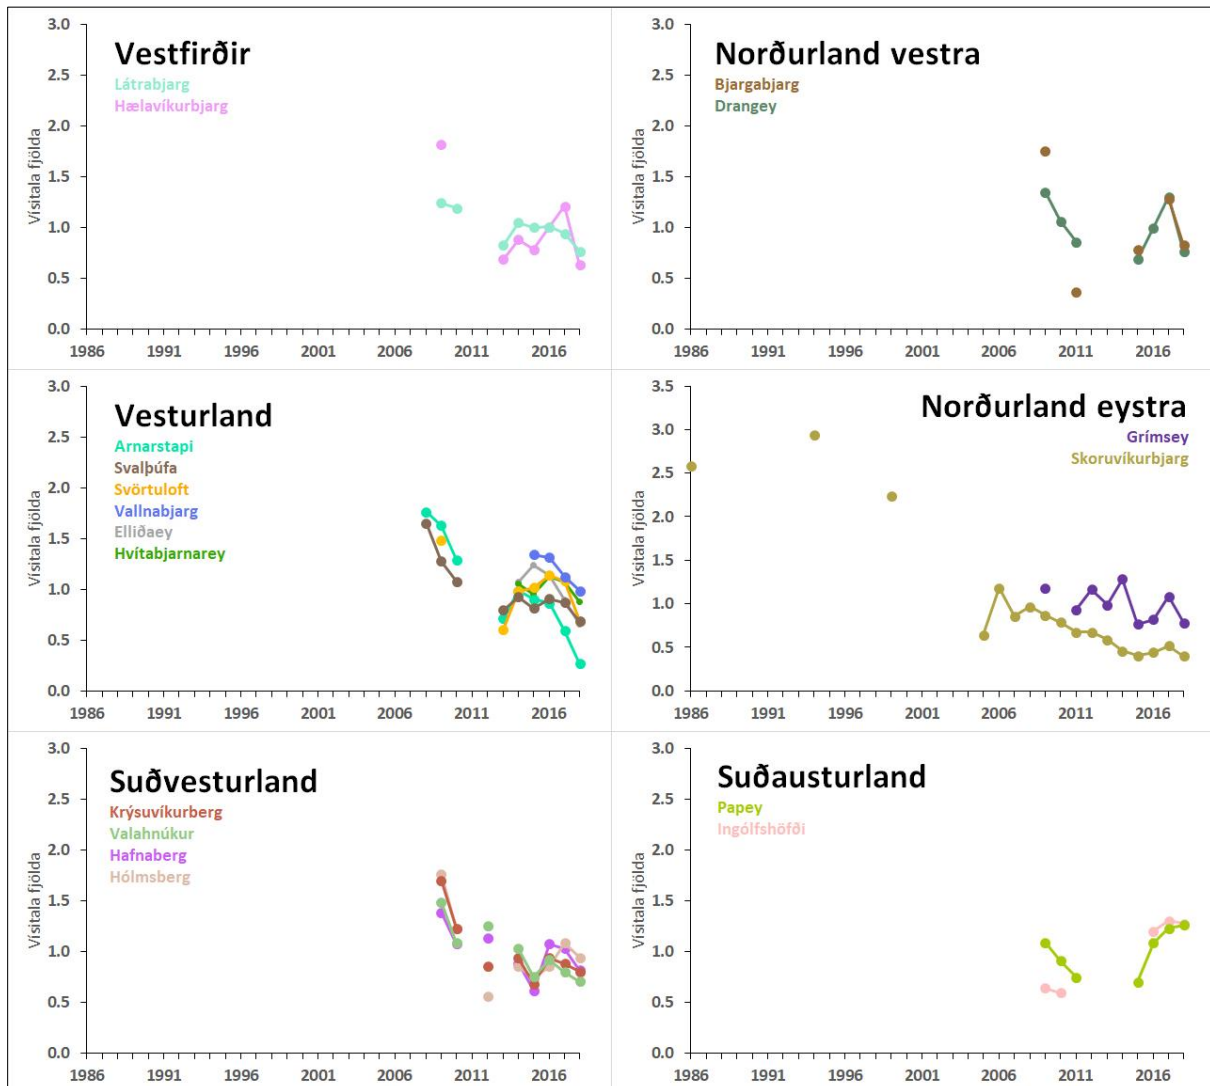 Vestfirðir
Látrabjarg
Hælavíkurbjarg
Vísitala fjölda
3.0
2.5
2.0
1.5
1.0
0.5
0.0
1986 1991 1996 2001 2006 2011 2016
Norðurland vestra
Bjargabjarg
Drangey
Vísitala fjölda
3.0
2.5
2.0
1.5
1.0
0.5
0.0
1986 1991 1996 2001 2006 2011 2016
Vesturland
Arnarstapi
Svalþúfa
Svörtuloft
Vallnabjarg
Elliðaey
Hvítabjarnarey
Vísitala fjölda
3.0
2.5
2.0
1.5
1.0
0.5
0.0
1986 1991 1996 2001 2006 2011 2016
Norðurland eystra
Grímsey
Skoruvíkurbjarg
Vísitala fjölda
3.5
3.0
2.5
2.0
1.5
1.0
0.5
0.0
1986 1991 1996 2001 2006 2011 2016
Suðvesturland
Krýsuvíkurberg
Valahnúkur
Hafnaberg
Hólmsberg
Vísitala fjölda
3.0
2.5
2.0
1.5
1.0
0.5
0.0
1986 1991 1996 2001 2006 2011 2016
Suðausturland
Papey
Ingólfshöfði
Vísitala fjölda
3.0
2.5
2.0
1.5
1.0
0.5
0.0
1986 1991 1996 2001 2006 2011 2016